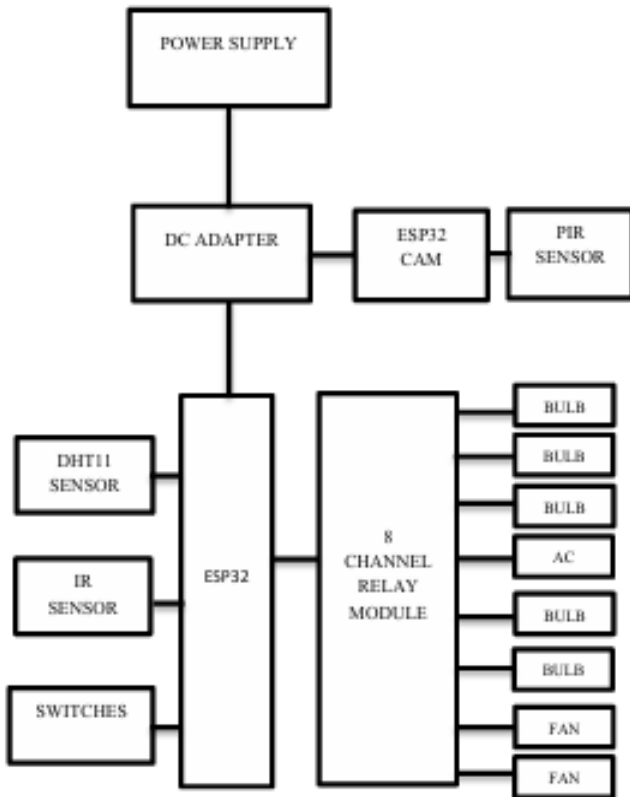 POWER SUPPLY
DC ADAPTER
ESP32
CAM
PIR
SENSOR
DHT11
SENSOR
IR
SENSOR
SWITCHES
ESP32
8
CHANNEL
RELAY
MODULE
BULB
BULB
BULB
AC
BULB
BULB
FAN
FAN